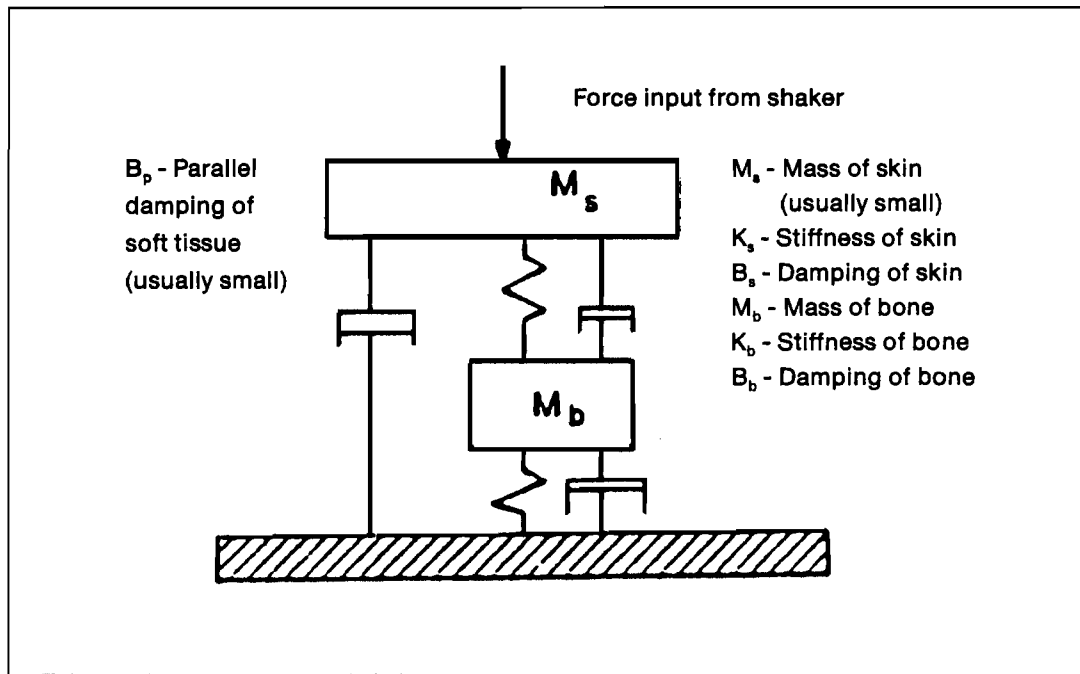 Force input from shaker
B_p - Parallel
damping of
soft tissue
(usually small)
M_s
M_s - Mass of skin
(usually small)
K_s - Stiffness of skin
B_s - Damping of skin
M_b - Mass of bone
K_b - Stiffness of bone
B_b - Damping of bone
M_b